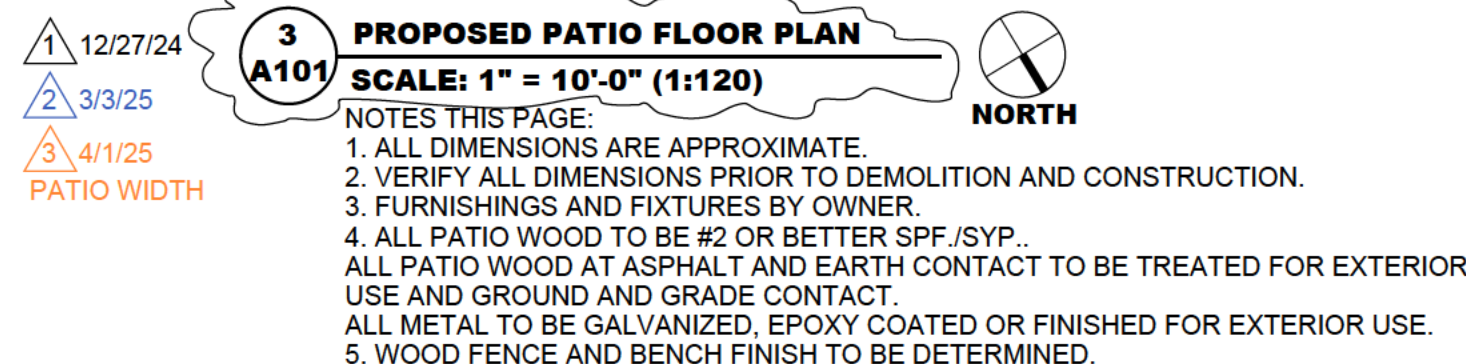 1 12/27/24
2 3/3/25
3 4/1/25
PATIO WIDTH
3
A101
PROPOSED PATIO FLOOR PLAN
SCALE: 1" = 10'-0" (1:120)
NORTH
NOTES THIS PAGE:
1. ALL DIMENSIONS ARE APPROXIMATE.
2. VERIFY ALL DIMENSIONS PRIOR TO DEMOLITION AND CONSTRUCTION.
3. FURNISHINGS AND FIXTURES BY OWNER.
4. ALL PATIO WOOD TO BE #2 OR BETTER SPF./SYP..
ALL PATIO WOOD AT ASPHALT AND EARTH CONTACT TO BE TREATED FOR EXTERIOR
USE AND GROUND AND GRADE CONTACT.
ALL METAL TO BE GALVANIZED, EPOXY COATED OR FINISHED FOR EXTERIOR USE.
5. WOOD FENCE AND BENCH FINISH TO BE DETERMINED.